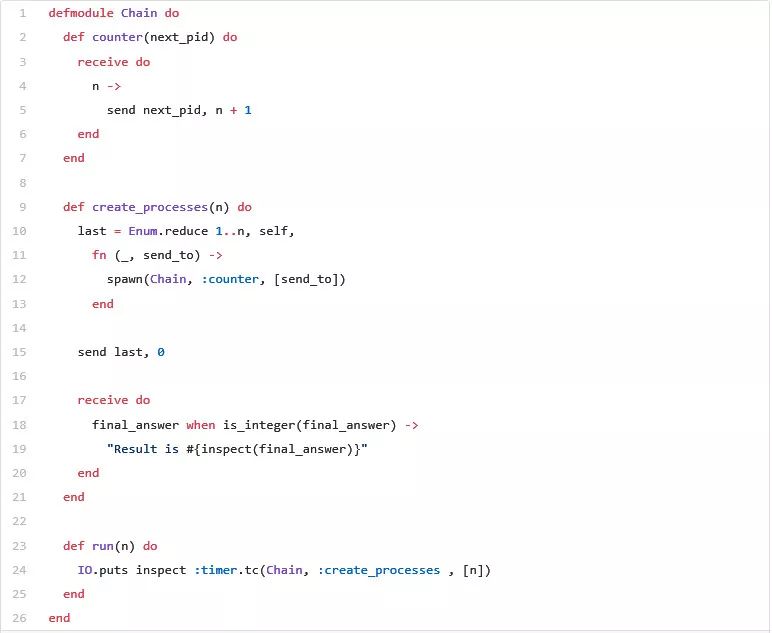 1 defmodule Chain do
2   def counter(next_pid) do
3     receive do
4       n ->
5         send next_pid, n + 1
6     end
7   end
8
9   def create_processes(n) do
10     last = Enum.reduce 1..n, self,
11       fn (_, send_to) ->
12         spawn(Chain, :counter, [send_to])
13       end
14
15     send last, 0
16
17     receive do
18       final_answer when is_integer(final_answer) ->
19         "Result is #{inspect(final_answer)}"
20     end
21   end
22
23   def run(n) do
24     IO.puts inspect :timer.tc(Chain, :create_processes , [n])
25   end
26 end